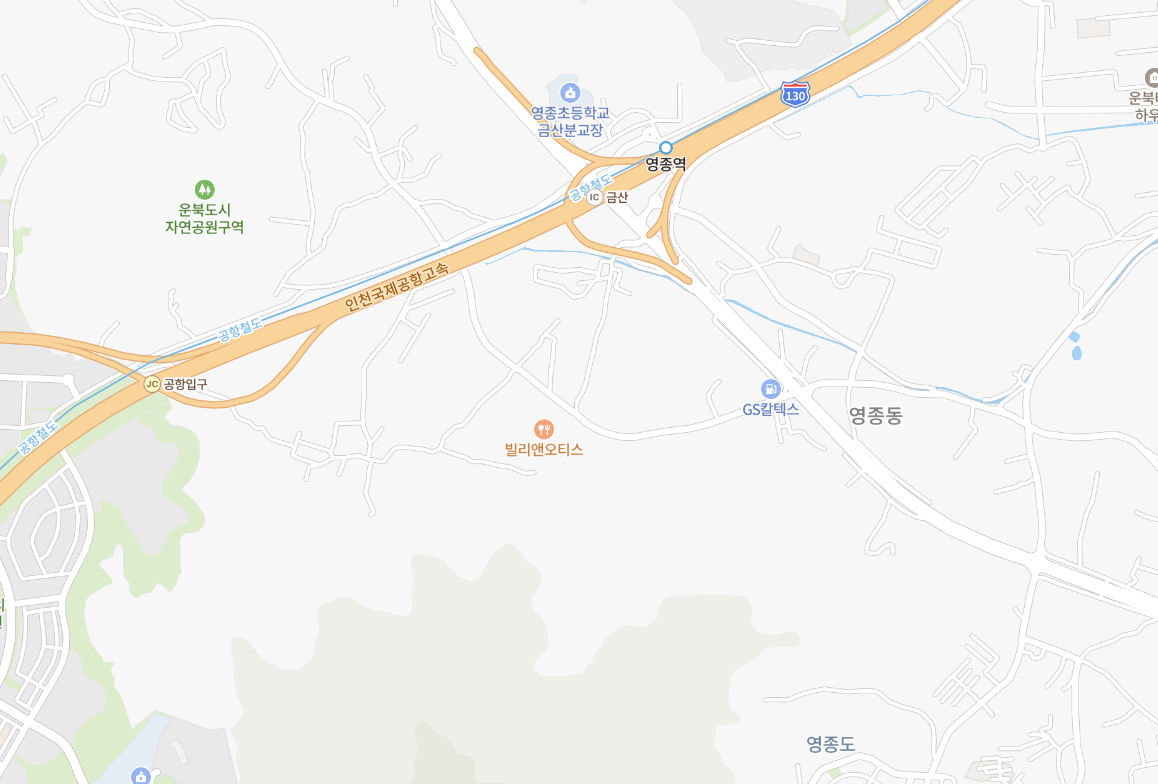 130
영종초등학교
금산분교장
영종역
공항철도
IC
금산
운북도시
자연공원구역
인천국제공항고속
공항철도
JC
공항입구
공항철도
GS칼텍스
영종동
빌리앤오티스
영종도
하우